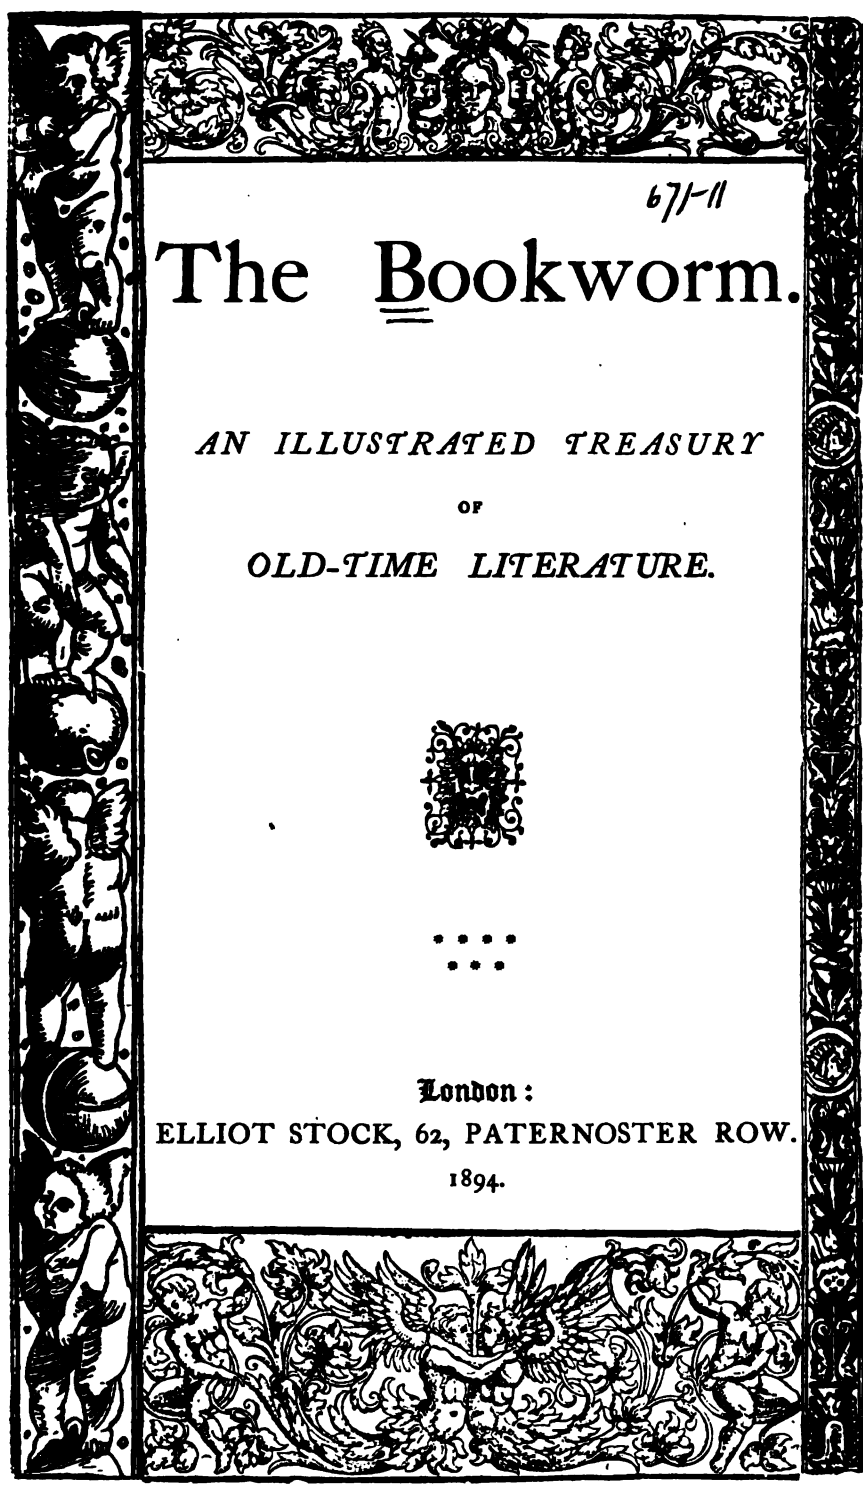 671-11
The Bookworm.
AN ILLUSTRATED TREASURY
OF
OLD-TIME LITERATURE.
London:
ELLIOT STOCK, 62, PATERNOSTER ROW.
1894.